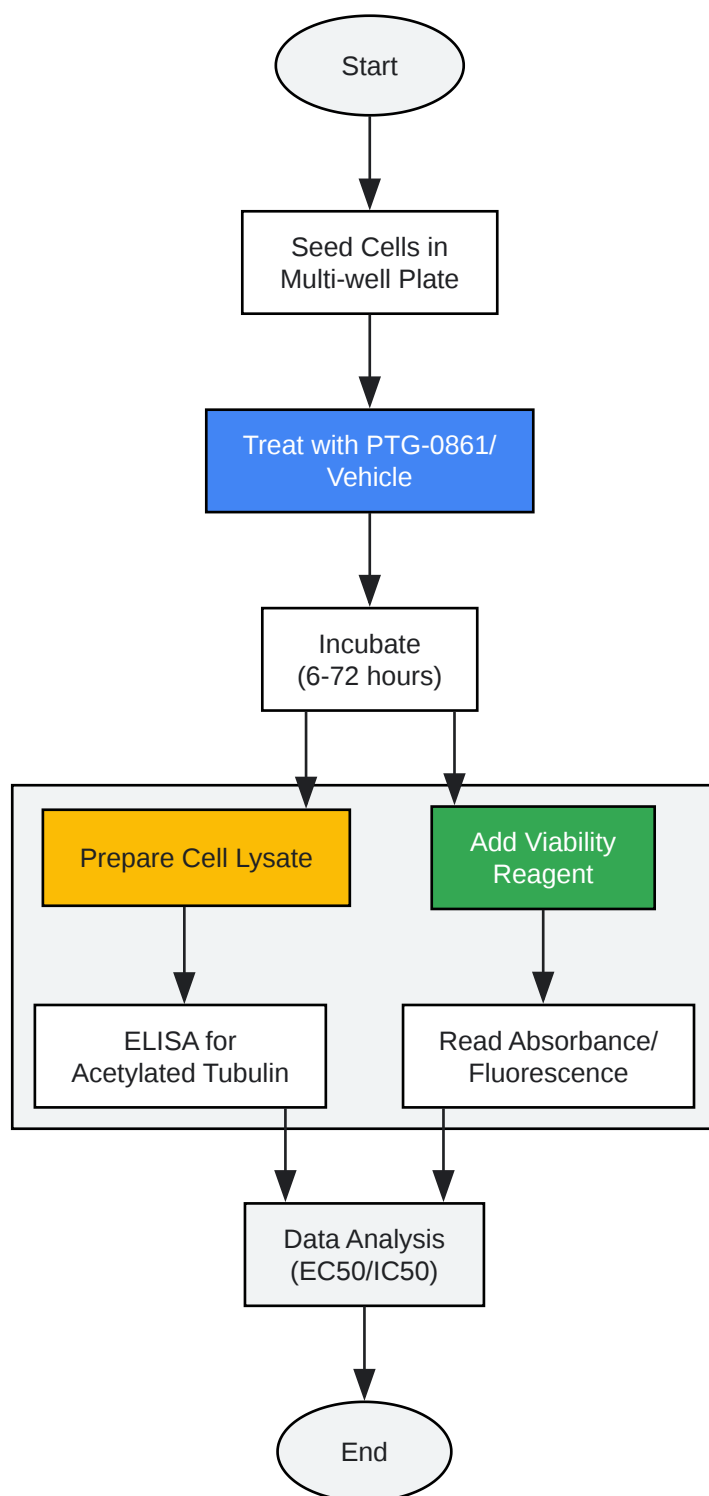 Start
Seed Cells in
Multi-well Plate
Treat with PTG-0861/
Vehicle
Incubate
(6-72 hours)
Prepare Cell Lysate
Add Viability
Reagent
ELISA for
Acetylated Tubulin
Read Absorbance/
Fluorescence
Data Analysis
(EC50/IC50)
End